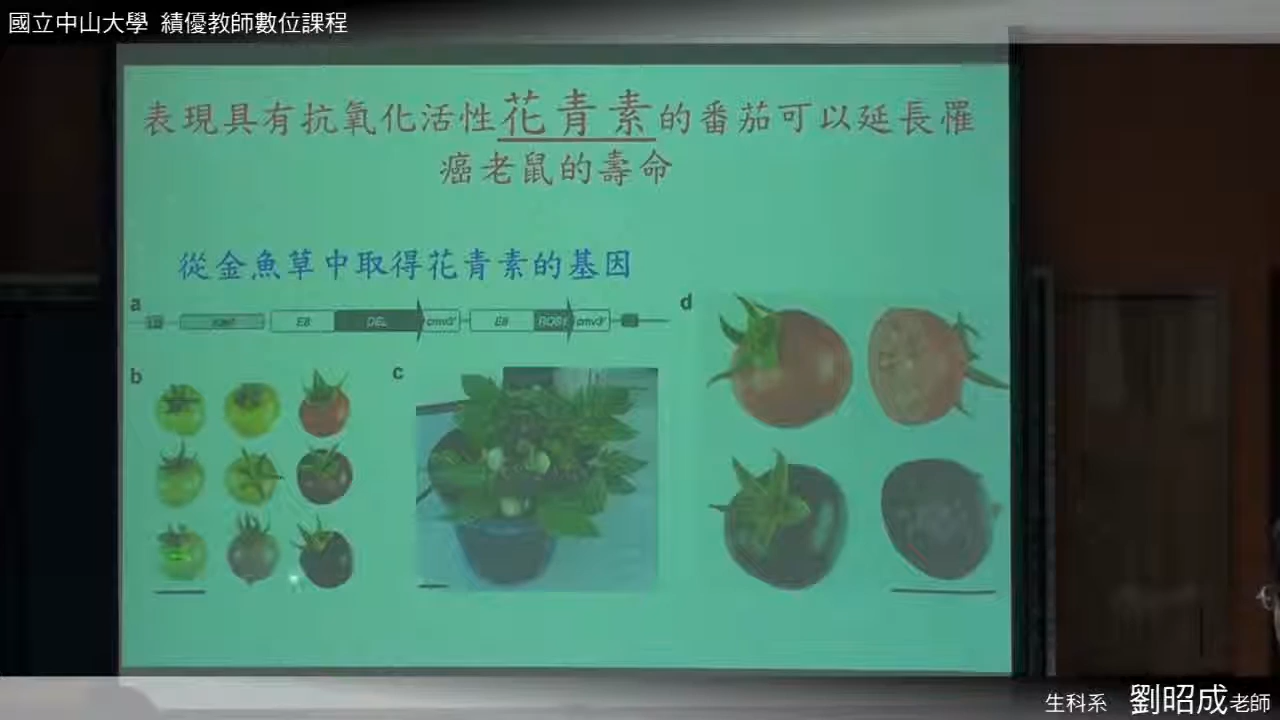 國立中山大學 績優教師數位課程
表現具有抗氧化活性花青素的番茄可以延長罹
癌老鼠的壽命
從金魚草中取得花青素的基因
a
E8 DEL cmv3' E8 ROS1 cmv3'
b
c
d
生科系 劉昭成老師